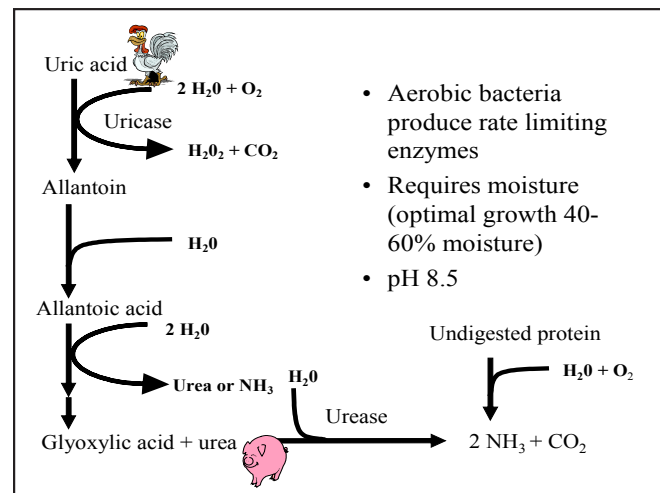 Uric acid
2 H₂0 + O₂
Uricase
H₂0₂ + CO₂
Allantoin
H₂0
Allantoic acid
2 H₂0
Urea or NH₃
H₂0
Urease
Glyoxylic acid + urea
• Aerobic bacteria
produce rate limiting
enzymes
• Requires moisture
(optimal growth 40-
60% moisture)
• pH 8.5
Undigested protein
H₂0 + O₂
2 NH₃ + CO₂